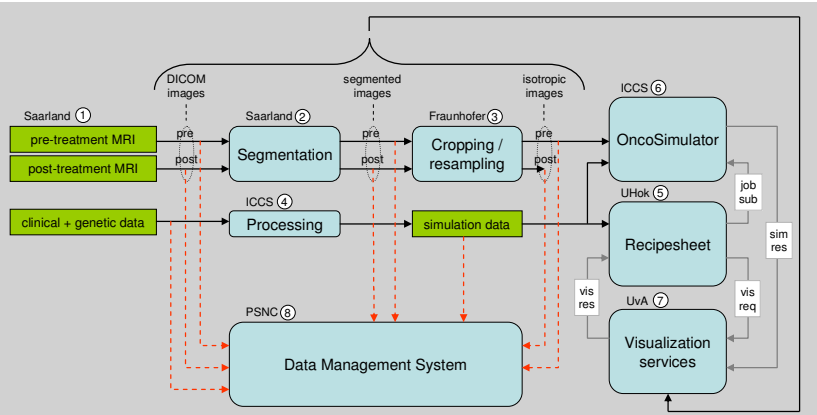 DICOM
images
segmented
images
isotropic
images
ICCS 6
Saarland 1
Saarland 2
Fraunhofer 3
pre-treatment MRI
pre
Segmentation
pre
Cropping /
resampling
pre
OncoSimulator
post-treatment MRI
post
post
post
ICCS 4
UHok 5
job
sub
clinical + genetic data
Processing
simulation data
Recipesheet
sim
res
vis
res
vis
req
PSNC 8
UvA 7
Data Management System
Visualization
services